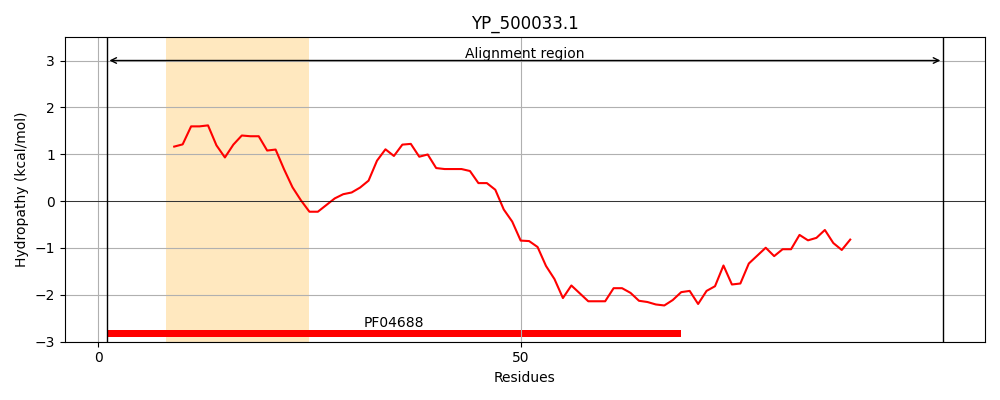 YP_500033.1
Alignment region
3
2
1
0
−1
−2
−3
Hydropathy (kcal/mol)
PF04688
0
50
Residues